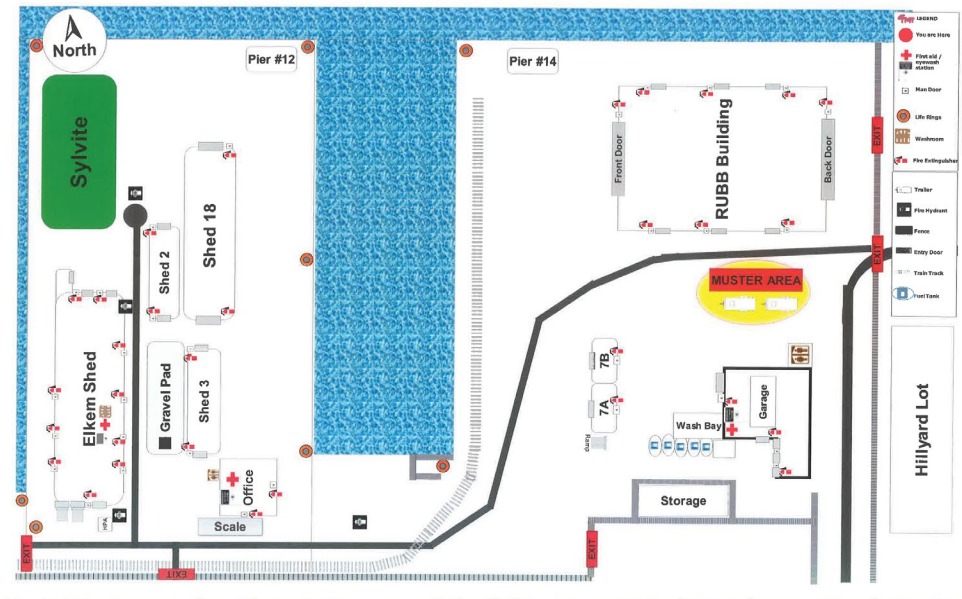 North
Pier #12
Pier #14
LEGEND
You are Here
First aid /
eyewash
station
Man Door
Life Rings
Washroom
Fire Extinguisher
Trailer
Fire Hydrant
Fence
Entry Door
Train Track
Fuel Tank
EXIT
Sylvite
Shed 18
Shed 2
Front Door
RUBB Building
Back Door
EXIT
MUSTER AREA
Elkem Shed
Gravel Pad
Shed 3
7B
7A
Ramp
Wash Bay
Garage
Hillyard Lot
Office
Scale
HPA
Storage
EXIT
EXIT
EXIT